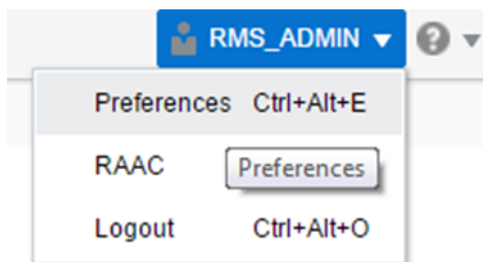 RMS_ADMIN
Preferences Ctrl+Alt+E
RAAC
Preferences
Logout Ctrl+Alt+O